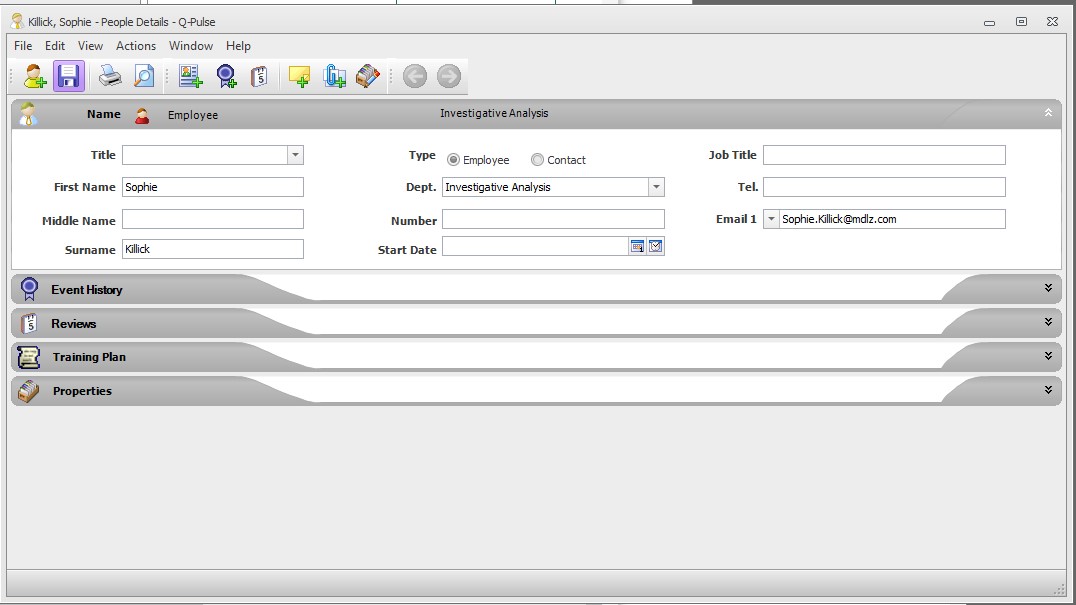 Killick, Sophie - People Details - Q-Pulse
File Edit View Actions Window Help
Name Employee Investigative Analysis
Title Type Employee Contact Job Title
First Name Sophie Dept. Investigative Analysis Tel.
Middle Name Number Email 1 Sophie.Killick@mdlz.com
Surname Killick Start Date
Event History
Reviews
Training Plan
Properties